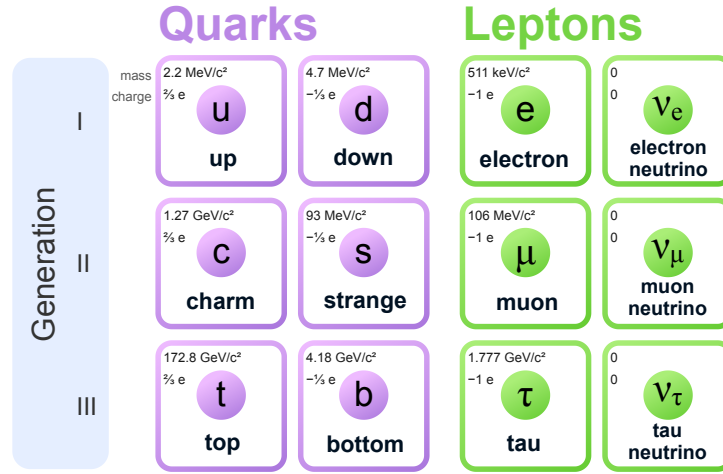 Quarks
Leptons
Generation
mass
charge
I
2.2 MeV/c²
⅔ e
u
up
4.7 MeV/c²
−⅓ e
d
down
511 keV/c²
−1 e
e
electron
0
0
νe
electron
neutrino
II
1.27 GeV/c²
⅔ e
c
charm
93 MeV/c²
−⅓ e
s
strange
106 MeV/c²
−1 e
μ
muon
0
0
νμ
muon
neutrino
III
172.8 GeV/c²
⅔ e
t
top
4.18 GeV/c²
−⅓ e
b
bottom
1.777 GeV/c²
−1 e
τ
tau
0
0
ντ
tau
neutrino